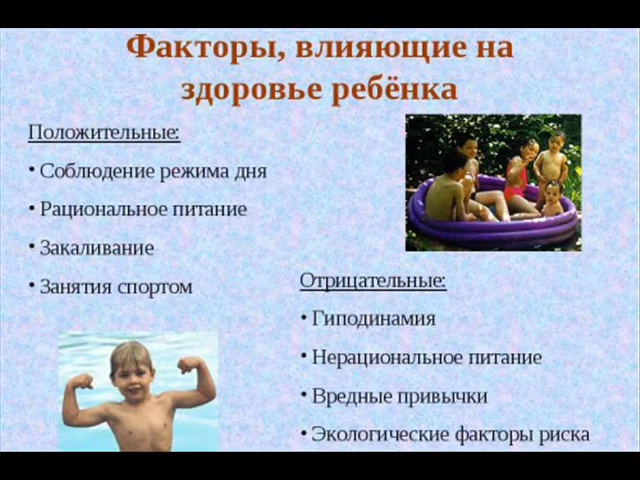 Факторы, влияющие на
здоровье ребёнка
Положительные:
• Соблюдение режима дня
• Рациональное питание
• Закаливание
• Занятия спортом
Отрицательные:
• Гиподинамия
• Нерациональное питание
• Вредные привычки
• Экологические факторы риска